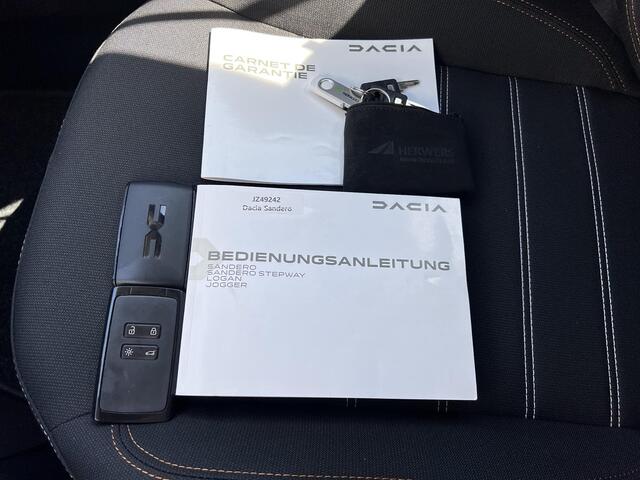 CARNET DE
GARANTIE
DACIA
HERWERS
JZ49242
Dacia Sandero
DACIA
BEDIENUNGSANLEITUNG
SANDERO
SANDERO STEPWAY
LOGAN
JOGGER